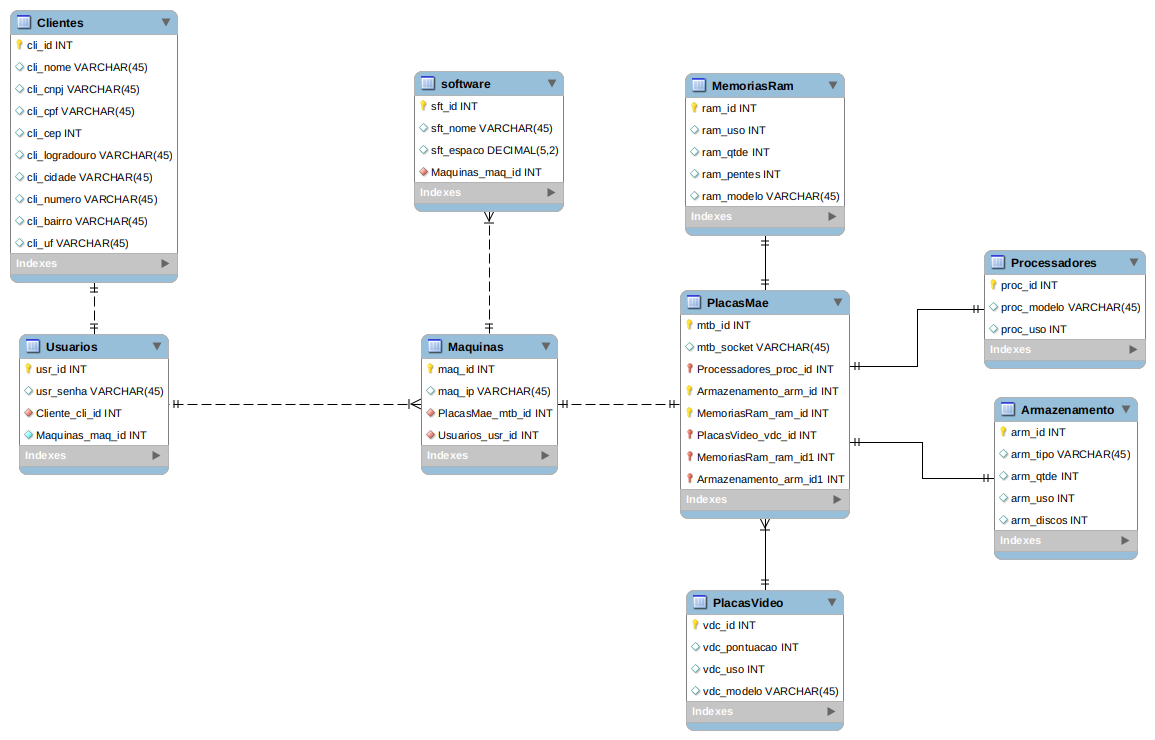 Clientes
cli_id INT
cli_nome VARCHAR(45)
cli_cnpj VARCHAR(45)
cli_cpf VARCHAR(45)
cli_cep INT
cli_logradouro VARCHAR(45)
cli_cidade VARCHAR(45)
cli_numero VARCHAR(45)
cli_bairro VARCHAR(45)
cli_uf VARCHAR(45)
Indexes
Usuarios
usr_id INT
usr_senha VARCHAR(45)
Cliente_cli_id INT
Maquinas_maq_id INT
Indexes
software
sft_id INT
sft_nome VARCHAR(45)
sft_espaco DECIMAL(5,2)
Maquinas_maq_id INT
Indexes
Maquinas
maq_id INT
maq_ip VARCHAR(45)
PlacasMae_mtb_id INT
Usuarios_usr_id INT
Indexes
MemoriasRam
ram_id INT
ram_uso INT
ram_qtde INT
ram_pentes INT
ram_modelo VARCHAR(45)
Indexes
PlacasMae
mtb_id INT
mtb_socket VARCHAR(45)
Processadores_proc_id INT
Armazenamento_arm_id INT
MemoriasRam_ram_id INT
PlacasVideo_vdc_id INT
MemoriasRam_ram_id1 INT
Armazenamento_arm_id1 INT
Indexes
PlacasVideo
vdc_id INT
vdc_pontuacao INT
vdc_uso INT
vdc_modelo VARCHAR(45)
Indexes
Processadores
proc_id INT
proc_modelo VARCHAR(45)
proc_uso INT
Indexes
Armazenamento
arm_id INT
arm_tipo VARCHAR(45)
arm_qtde INT
arm_uso INT
arm_discos INT
Indexes